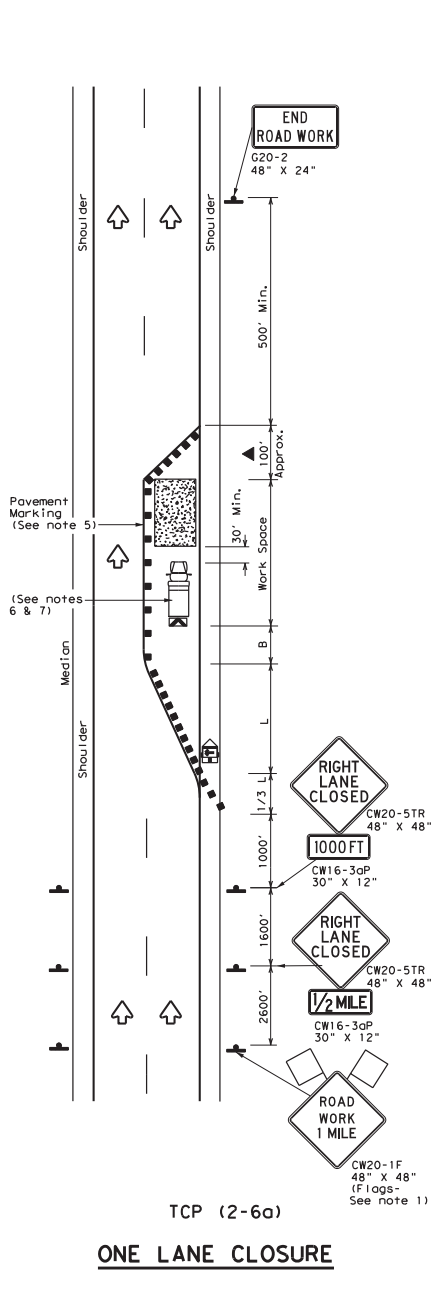 END
ROAD WORK
G20-2
48" X 24"
Shoulder
Shoulder
500' Min.
100'
Approx.
Pavement
Marking
(See note 5)
30' Min.
Work Space
(See notes
6 & 7)
B
Median
L
Shoulder
1/3 L
RIGHT
LANE
CLOSED
CW20-5TR
48" X 48"
1000 FT
CW16-3aP
30" X 12"
1000'
1600'
RIGHT
LANE
CLOSED
CW20-5TR
48" X 48"
1/2 MILE
CW16-3aP
30" X 12"
2600'
ROAD
WORK
1 MILE
CW20-1F
48" X 48"
(Flags-
See note 1)
TCP (2-6a)
ONE LANE CLOSURE